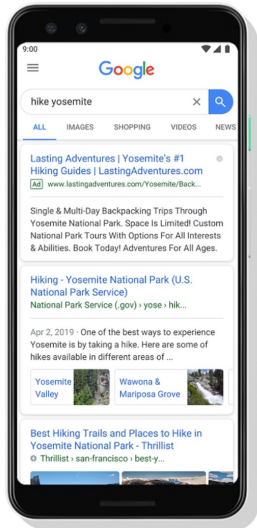 9:00
Google
hike yosemite
ALL IMAGES SHOPPING VIDEOS NEWS
Lasting Adventures | Yosemite's #1
Hiking Guides | LastingAdventures.com
Ad www.lastingadventures.com/Yosemite/Back...
Single & Multi-Day Backpacking Trips Through
Yosemite National Park. Space Is Limited! Custom
National Park Tours With Options For All Interests
& Abilities. Book Today! Adventures For All Ages.
Hiking - Yosemite National Park (U.S.
National Park Service)
National Park Service (.gov) › yose › hik...
Apr 2, 2019 · One of the best ways to experience
Yosemite is by taking a hike. Here are some of
hikes available in different areas of ...
Yosemite
Valley
Wawona &
Mariposa Grove
Best Hiking Trails and Places to Hike in
Yosemite National Park - Thrillist
Thrillist › san-francisco › best-y...